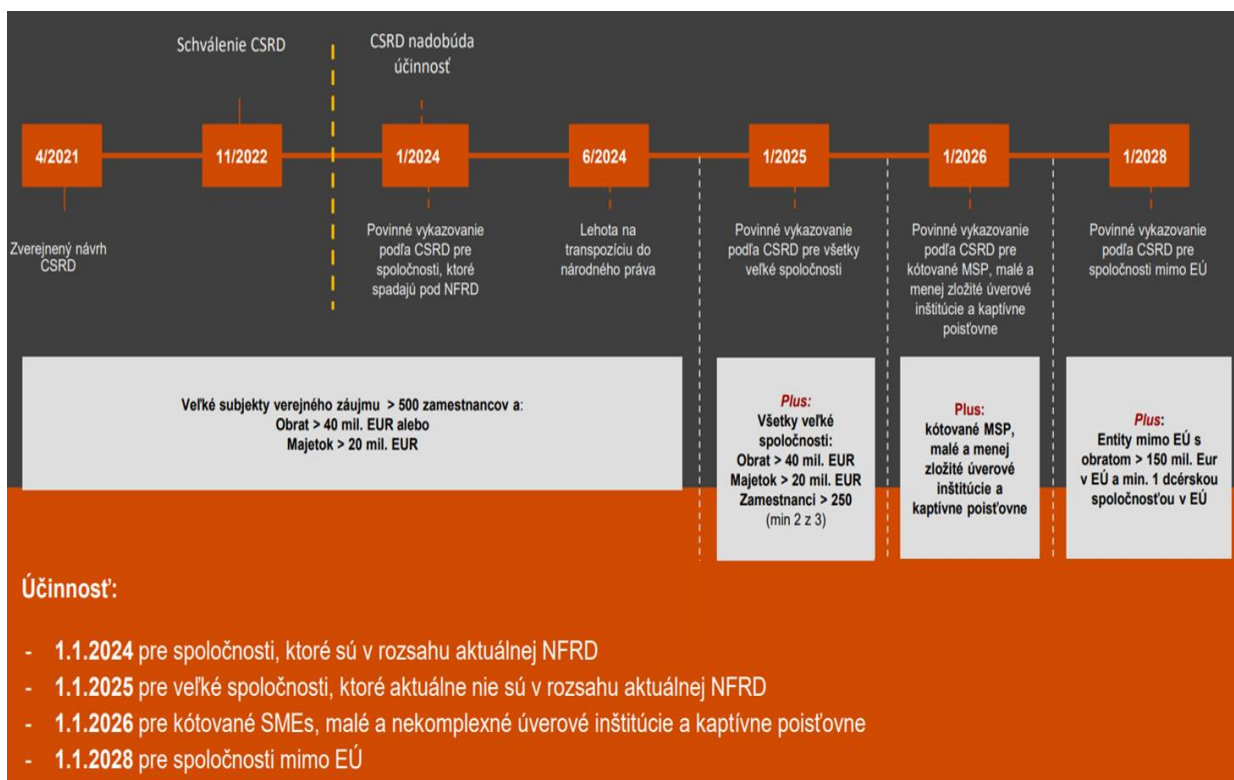 Schválenie CSRD
CSRD nadobúda
účinnosť
4/2021
11/2022
1/2024
6/2024
1/2025
1/2026
1/2028
Zverejnený návrh
CSRD
Povinné vykazovanie
podľa CSRD pre
spoločnosti, ktoré
spadajú pod NFRD
Lehota na
transpozíciu do
národného práva
Povinné vykazovanie
podľa CSRD pre všetky
veľké spoločnosti
Povinné vykazovanie
podľa CSRD pre
kótované MSP, malé a
menej zložité úverové
inštitúcie a kaptívne
poisťovne
Povinné vykazovanie
podľa CSRD pre
spoločnosti mimo EÚ
Veľké subjekty verejného záujmu > 500 zamestnancov a:
Obrat > 40 mil. EUR alebo
Majetok > 20 mil. EUR
Plus:
Všetky veľké
spoločnosti:
Obrat > 40 mil. EUR
Majetok > 20 mil. EUR
Zamestnanci > 250
(min 2 z 3)
Plus:
kótované MSP,
malé a menej
zložité úverové
inštitúcie a
kaptívne poisťovne
Plus:
Entity mimo EÚ s
obratom > 150 mil. Eur
v EÚ a min. 1 dcérskou
spoločnosťou v EÚ
Účinnosť:
- 1.1.2024 pre spoločnosti, ktoré sú v rozsahu aktuálnej NFRD
- 1.1.2025 pre veľké spoločnosti, ktoré aktuálne nie sú v rozsahu aktuálnej NFRD
- 1.1.2026 pre kótované SMEs, malé a nekomplexné úverové inštitúcie a kaptívne poisťovne
- 1.1.2028 pre spoločnosti mimo EÚ